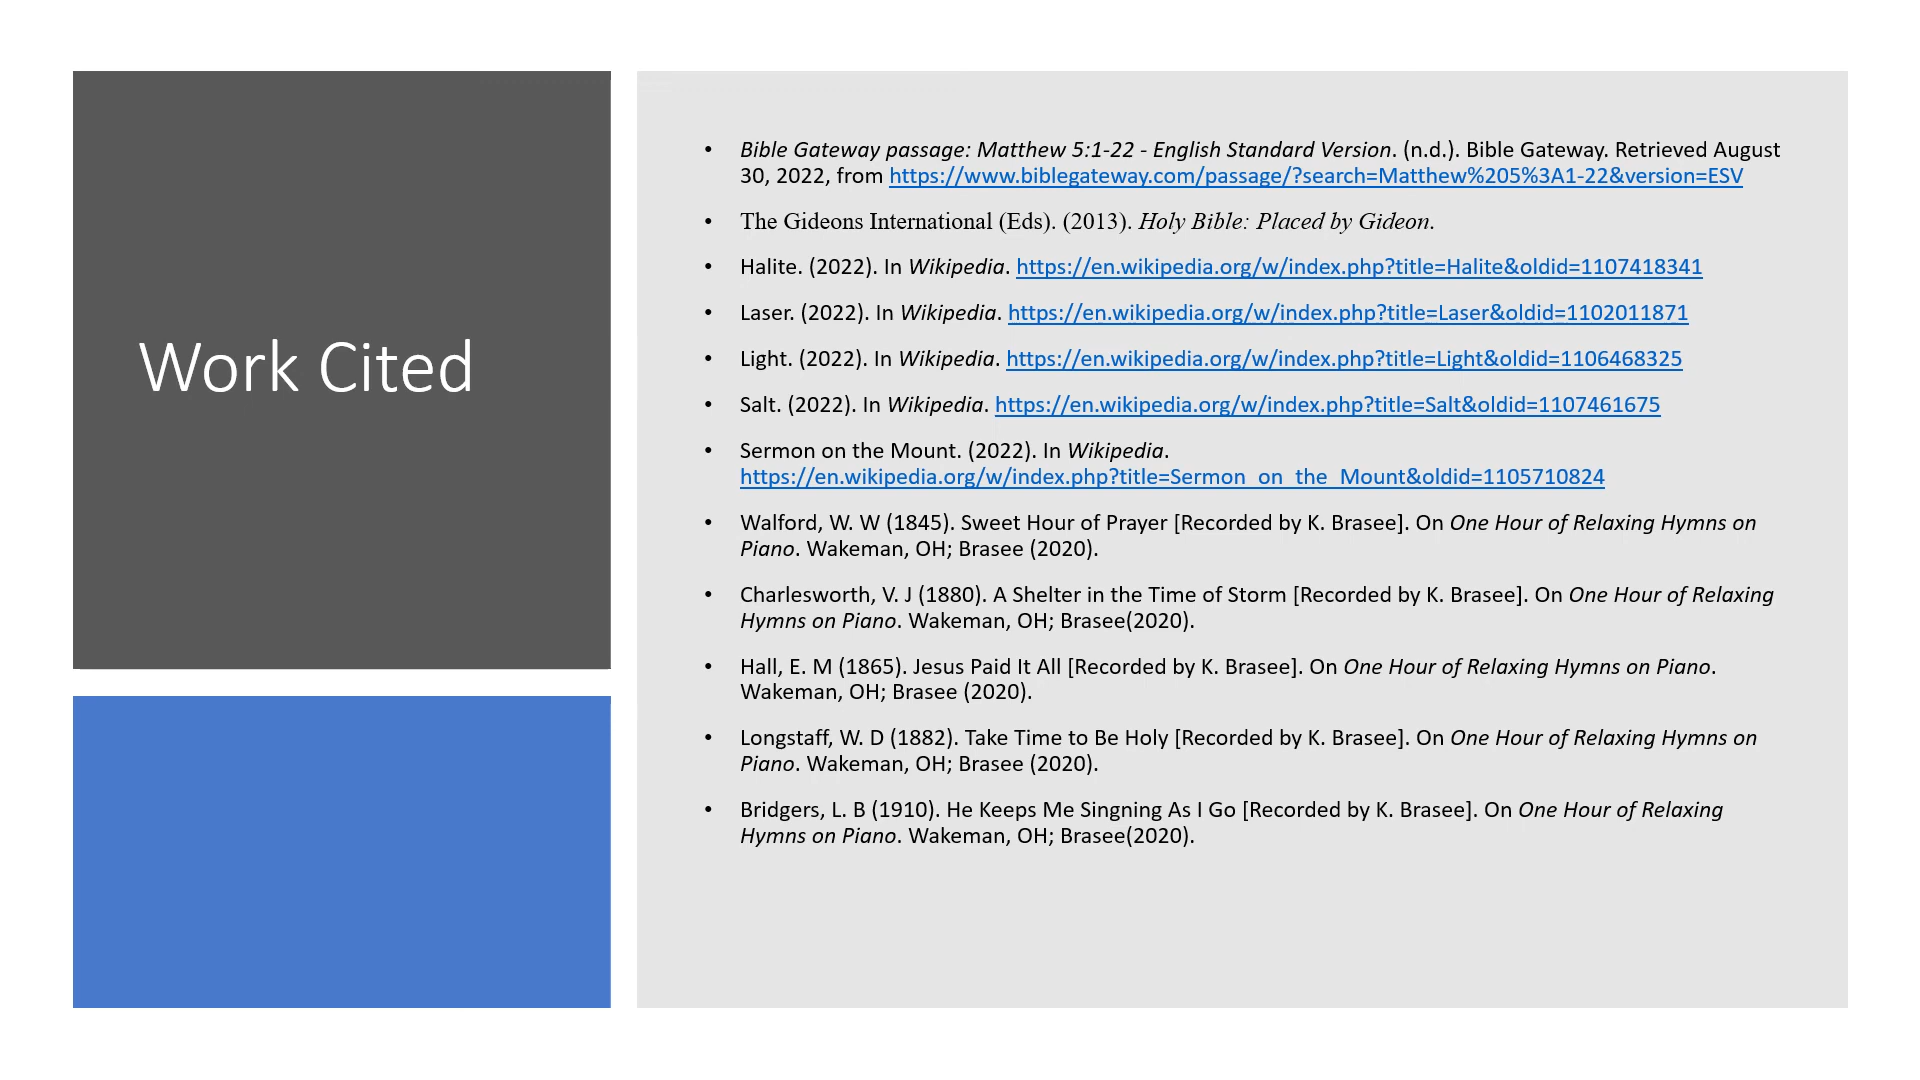 Work Cited
• Bible Gateway passage: Matthew 5:1-22 - English Standard Version. (n.d.). Bible Gateway. Retrieved August
30, 2022, from https://www.biblegateway.com/passage/?search=Matthew%205%3A1-22&version=ESV
• The Gideons International (Eds). (2013). Holy Bible: Placed by Gideon.
• Halite. (2022). In Wikipedia. https://en.wikipedia.org/w/index.php?title=Halite&oldid=1107418341
• Laser. (2022). In Wikipedia. https://en.wikipedia.org/w/index.php?title=Laser&oldid=1102011871
• Light. (2022). In Wikipedia. https://en.wikipedia.org/w/index.php?title=Light&oldid=1106468325
• Salt. (2022). In Wikipedia. https://en.wikipedia.org/w/index.php?title=Salt&oldid=1107461675
• Sermon on the Mount. (2022). In Wikipedia.
https://en.wikipedia.org/w/index.php?title=Sermon_on_the_Mount&oldid=1105710824
• Walford, W. W (1845). Sweet Hour of Prayer [Recorded by K. Brasee]. On One Hour of Relaxing Hymns on
Piano. Wakeman, OH; Brasee (2020).
• Charlesworth, V. J (1880). A Shelter in the Time of Storm [Recorded by K. Brasee]. On One Hour of Relaxing
Hymns on Piano. Wakeman, OH; Brasee(2020).
• Hall, E. M (1865). Jesus Paid It All [Recorded by K. Brasee]. On One Hour of Relaxing Hymns on Piano.
Wakeman, OH; Brasee (2020).
• Longstaff, W. D (1882). Take Time to Be Holy [Recorded by K. Brasee]. On One Hour of Relaxing Hymns on
Piano. Wakeman, OH; Brasee (2020).
• Bridgers, L. B (1910). He Keeps Me Singning As I Go [Recorded by K. Brasee]. On One Hour of Relaxing
Hymns on Piano. Wakeman, OH; Brasee(2020).